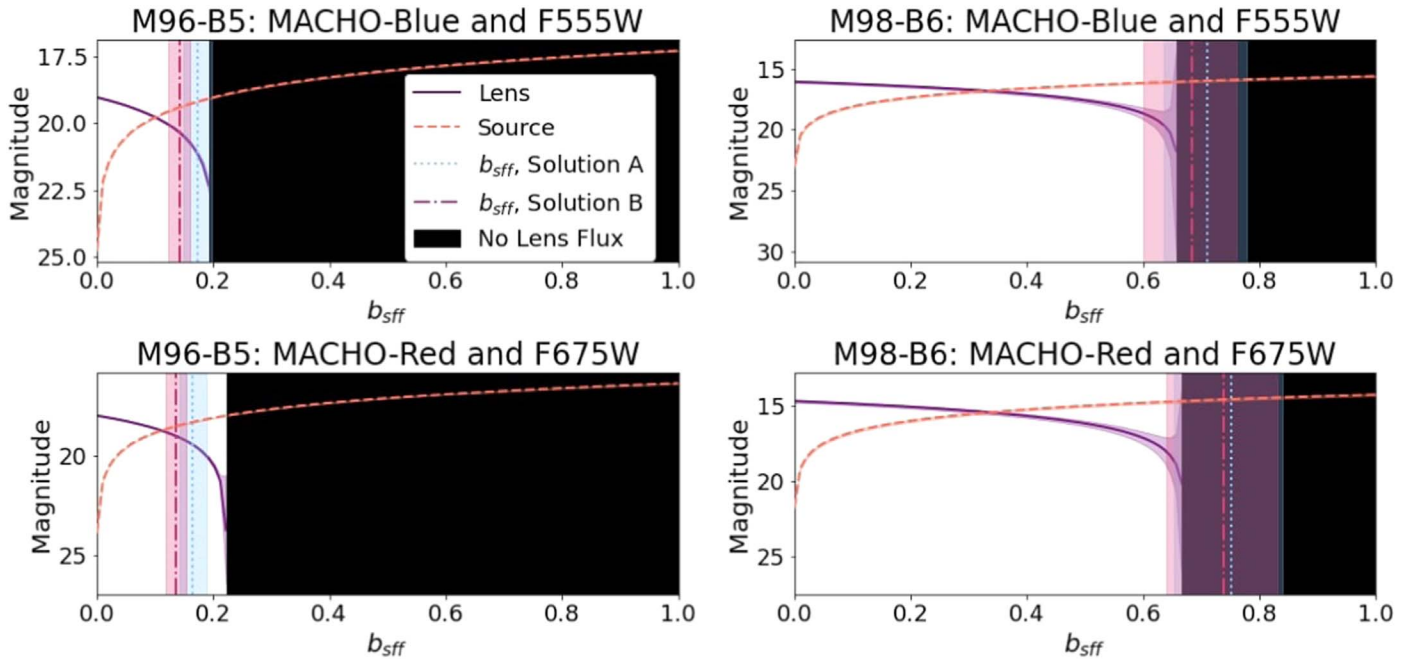 M96-B5: MACHO-Blue and F555W
17.5
20.0
22.5
25.0
Magnitude
0.0 0.2 0.4 0.6 0.8 1.0
b_sff
Lens
Source
b_sff, Solution A
b_sff, Solution B
No Lens Flux
M98-B6: MACHO-Blue and F555W
15
20
25
30
Magnitude
0.0 0.2 0.4 0.6 0.8 1.0
b_sff
M96-B5: MACHO-Red and F675W
20
25
Magnitude
0.0 0.2 0.4 0.6 0.8 1.0
b_sff
M98-B6: MACHO-Red and F675W
15
20
25
Magnitude
0.0 0.2 0.4 0.6 0.8 1.0
b_sff